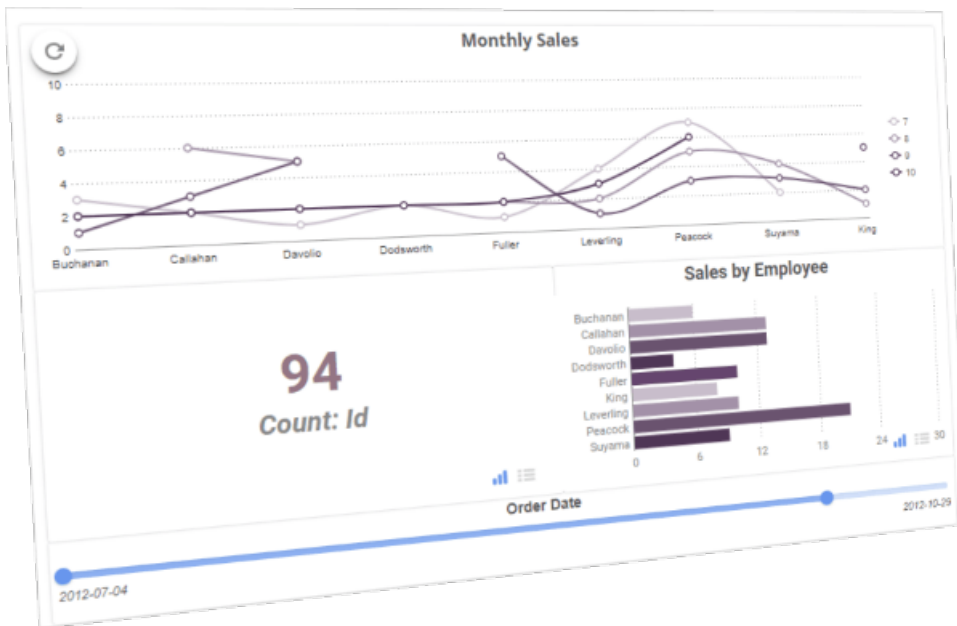 Monthly Sales
10
8
6
4
2
0
Buchanan
Callahan
Davolio
Dodsworth
Fuller
Leverling
Peacock
Suyama
King
7
8
9
10
94
Count: Id
Sales by Employee
Buchanan
Callahan
Davolio
Dodsworth
Fuller
King
Leverling
Peacock
Suyama
0
6
12
18
24
30
Order Date
2012-07-04
2012-10-29